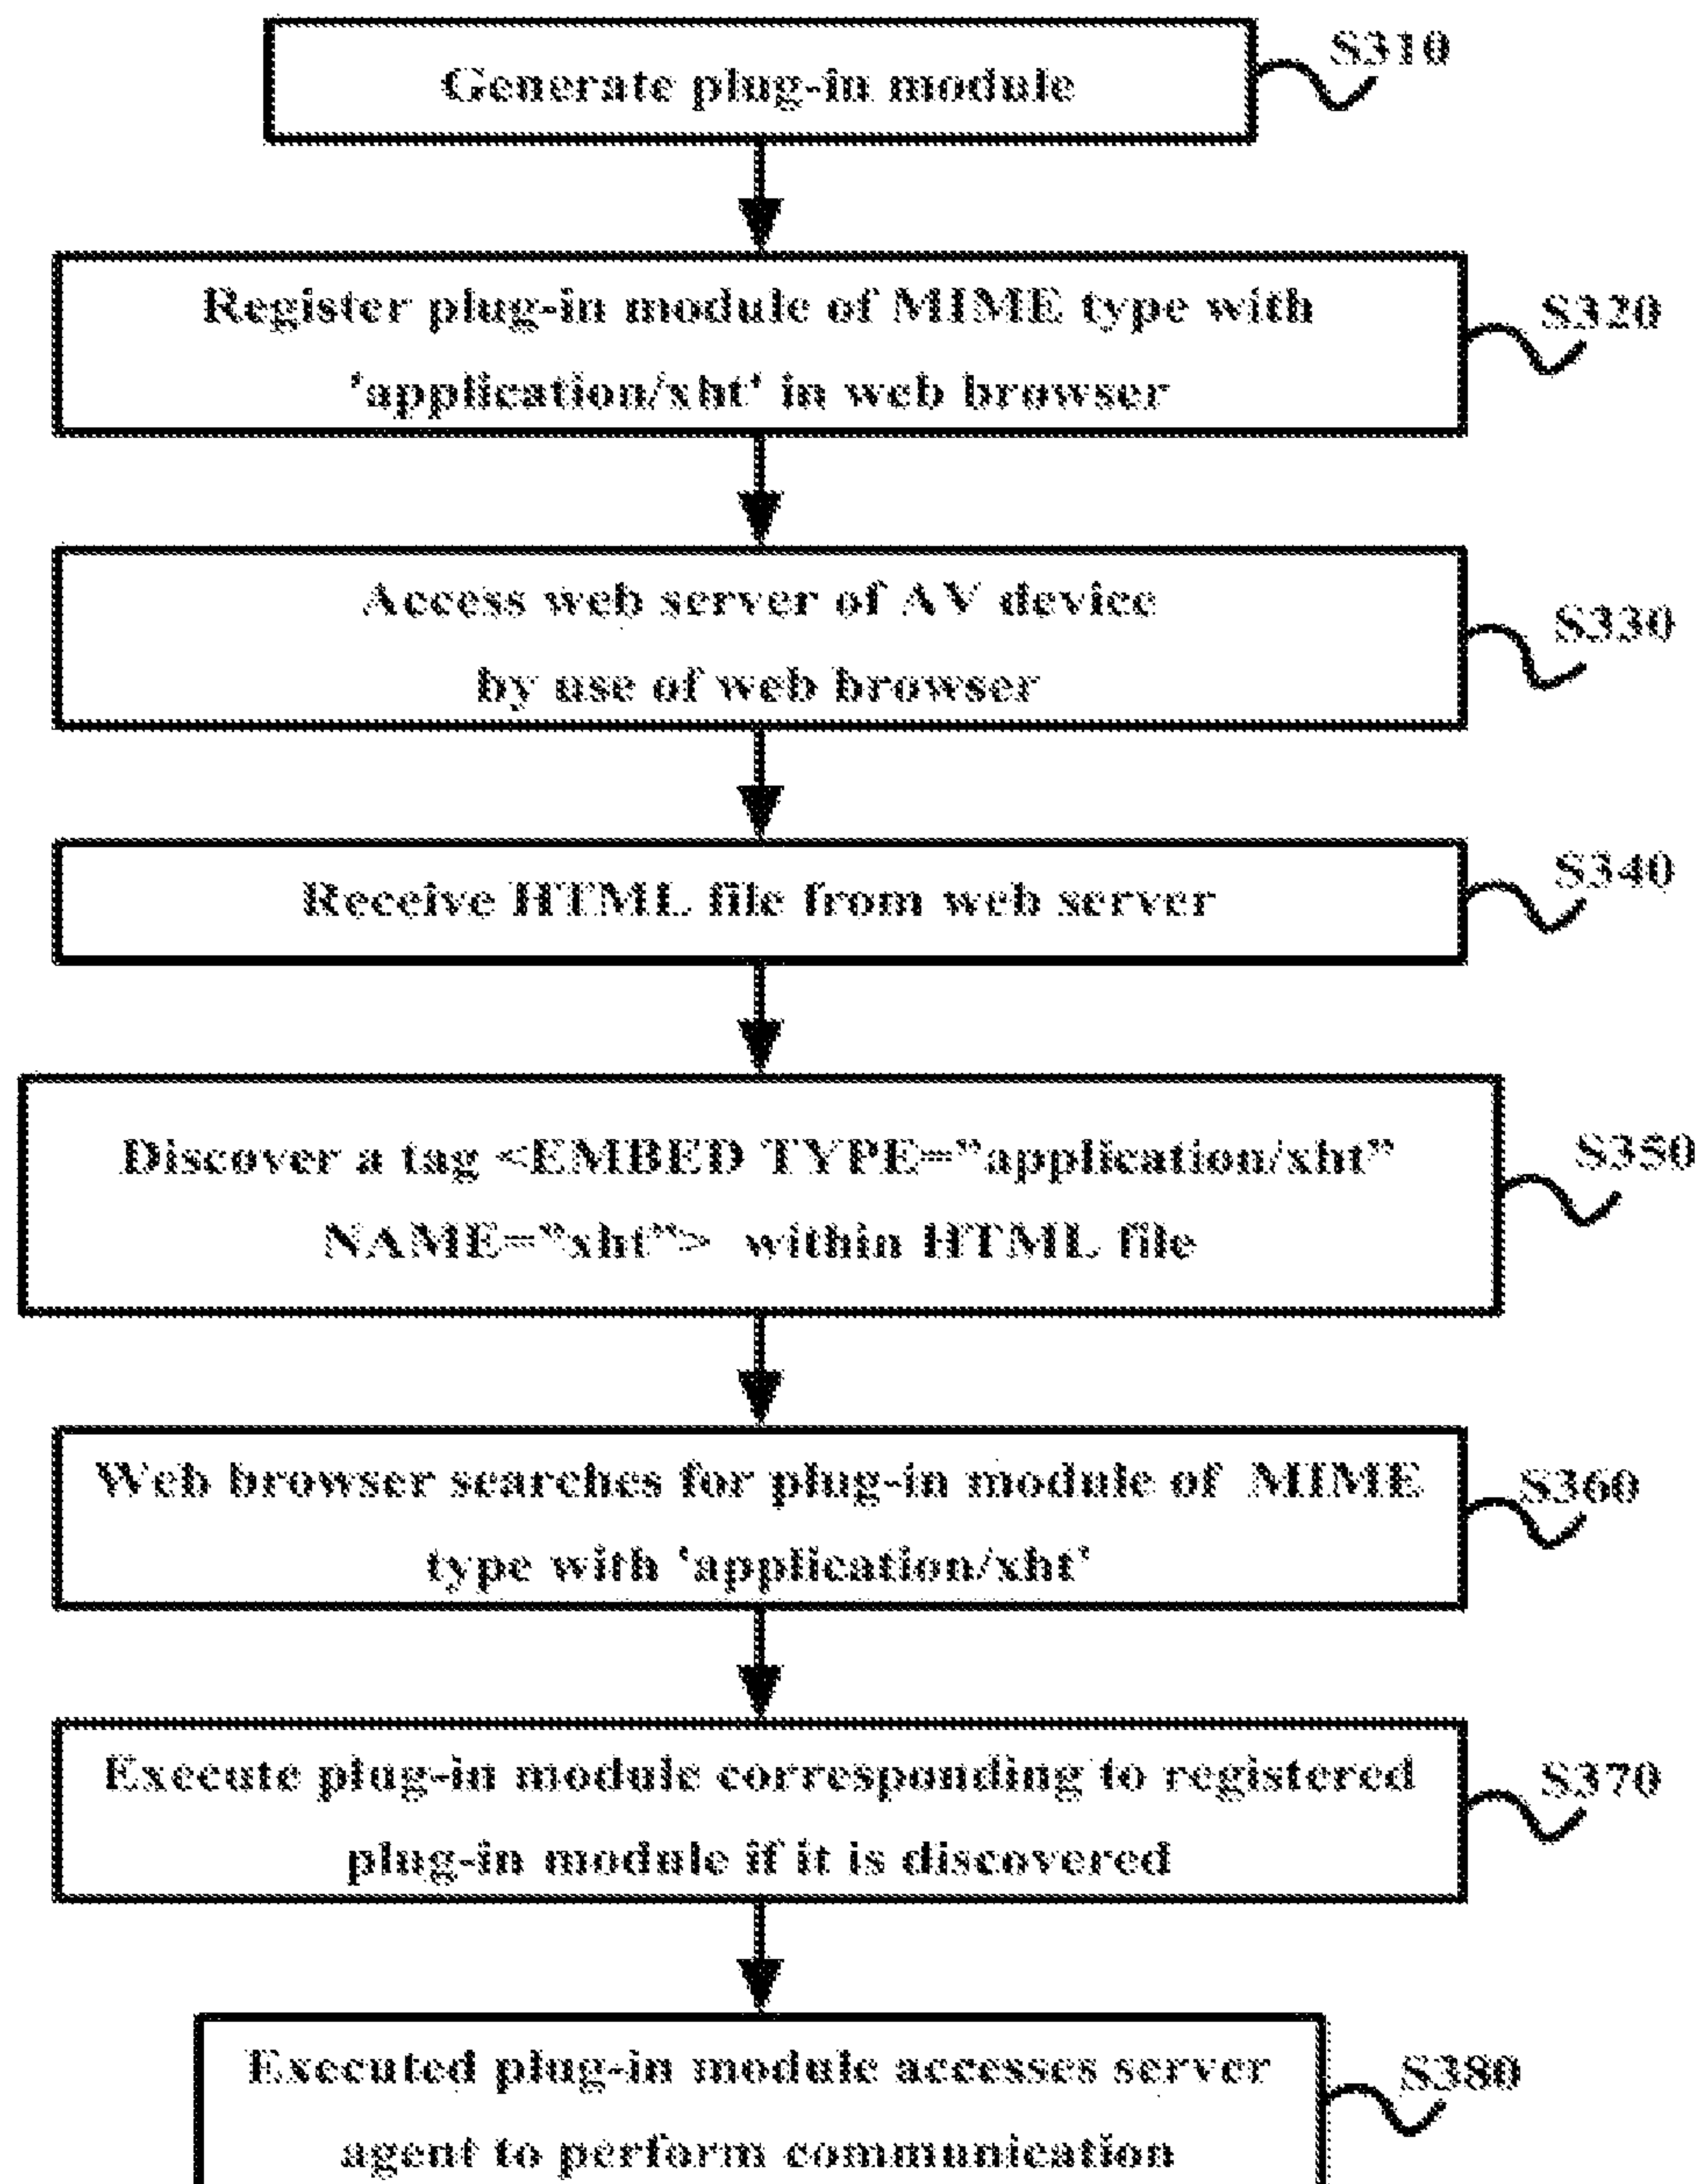 Generate plug-in module
S310
Register plug-in module of MIME type with
'application/xht' in web browser
S320
Access web server of AV device
by use of web browser
S330
Receive HTML file from web server
S340
Discover a tag <EMBED TYPE=”application/xht”
NAME=”xht”> within HTML file
S350
Web browser searches for plug-in module of MIME
type with ‘application/xht’
S360
Execute plug-in module corresponding to registered
plug-in module if it is discovered
S370
Executed plug-in module accesses server
agent to perform communication
S380